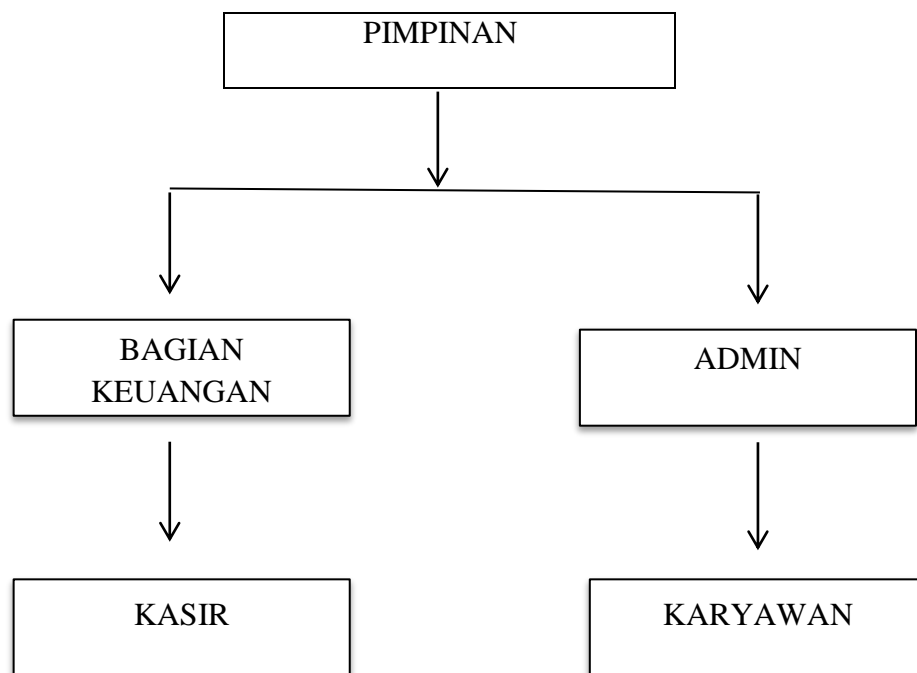 PIMPINAN
BAGIAN
KEUANGAN
ADMIN
KASIR
KARYAWAN